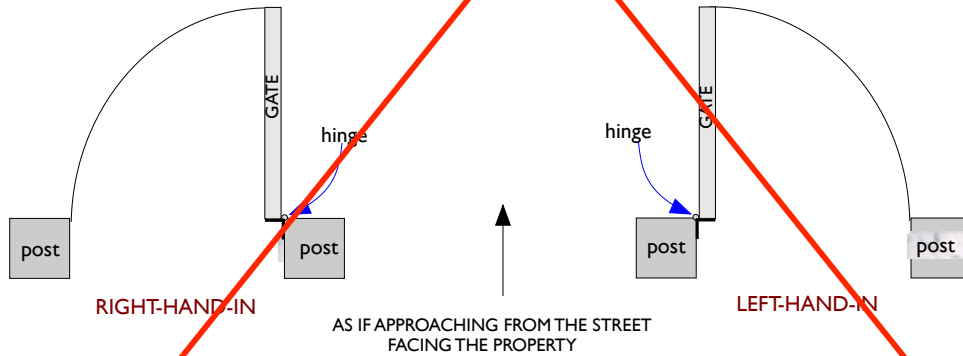 GATE
GATE
hinge
hinge
post
post
post
post
RIGHT-HAND-IN
LEFT-HAND-IN
AS IF APPROACHING FROM THE STREET
FACING THE PROPERTY